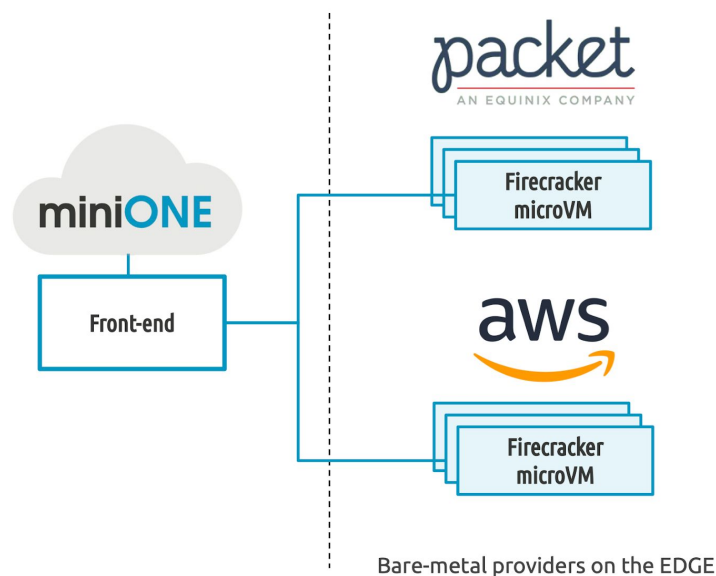 packet
AN EQUINIX COMPANY
Firecracker
microVM
miniONE
Front-end
aws
Firecracker
microVM
Bare-metal providers on the EDGE